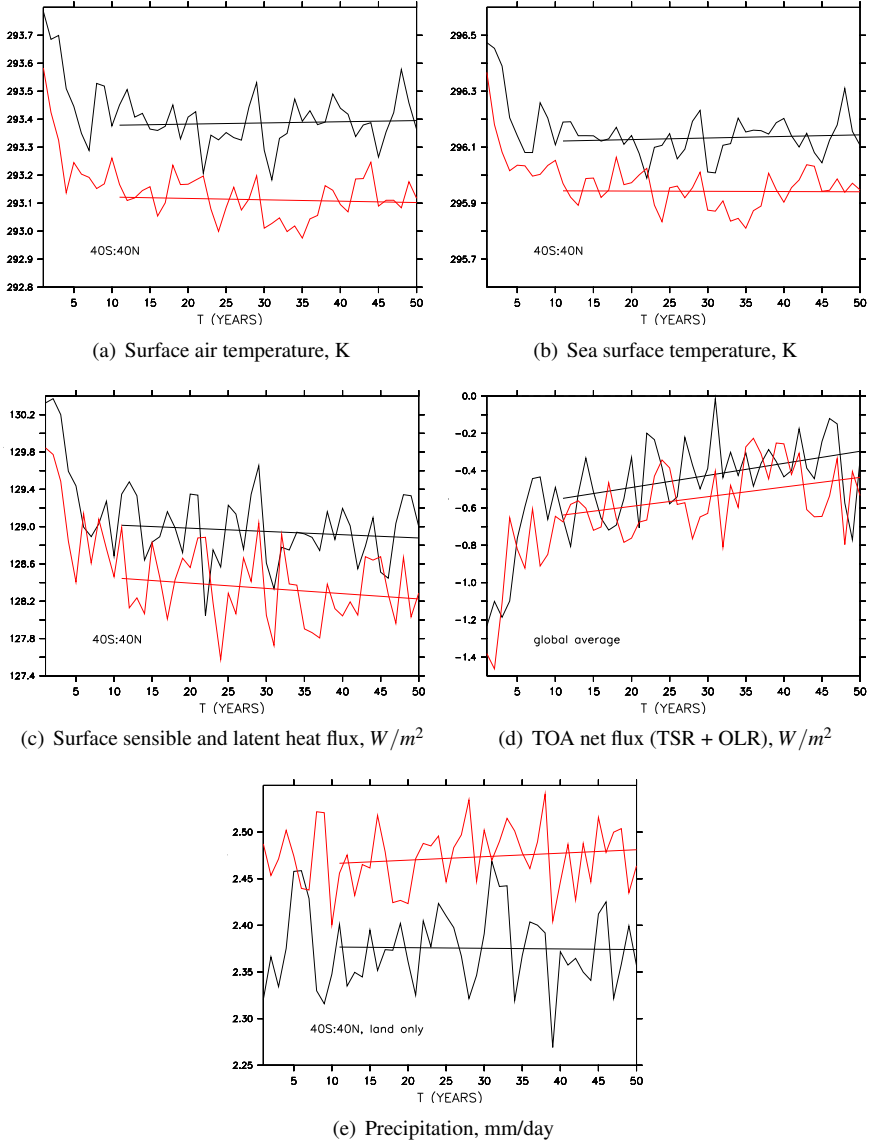 293.7
293.6
293.5
293.4
293.3
293.2
293.1
293.0
292.9
292.8
5 10 15 20 25 30 35 40 45 50
T (YEARS)
40S:40N
(a) Surface air temperature, K
296.5
296.3
296.1
295.9
295.7
5 10 15 20 25 30 35 40 45 50
T (YEARS)
40S:40N
(b) Sea surface temperature, K
130.2
129.8
129.4
129.0
128.6
128.2
127.8
127.4
5 10 15 20 25 30 35 40 45 50
T (YEARS)
40S:40N
(c) Surface sensible and latent heat flux, W/m²
0.0
−0.2
−0.4
−0.6
−0.8
−1.0
−1.2
−1.4
5 10 15 20 25 30 35 40 45 50
T (YEARS)
global average
(d) TOA net flux (TSR + OLR), W/m²
2.50
2.45
2.40
2.35
2.30
2.25
5 10 15 20 25 30 35 40 45 50
T (YEARS)
40S:40N, land only
(e) Precipitation, mm/day